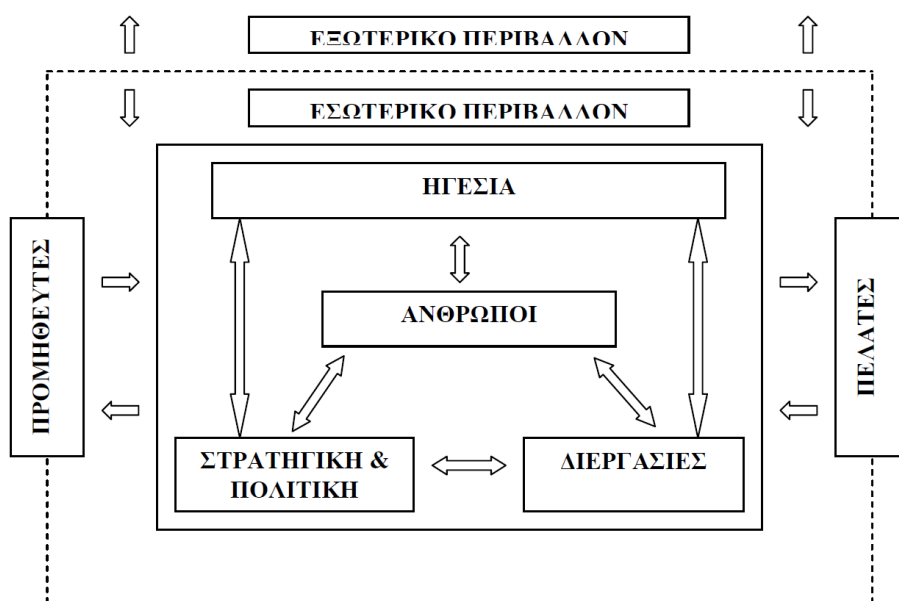 ΕΞΩΤΕΡΙΚΟ ΠΕΡΙΒΑΛΛΟΝ
ΕΣΩΤΕΡΙΚΟ ΠΕΡΙΒΑΛΛΟΝ
ΗΓΕΣΙΑ
ΠΡΟΜΗΘΕΥΤΕΣ
ΑΝΘΡΩΠΟΙ
ΠΕΛΑΤΕΣ
ΣΤΡΑΤΗΓΙΚΗ &
ΠΟΛΙΤΙΚΗ
ΔΙΕΡΓΑΣΙΕΣ